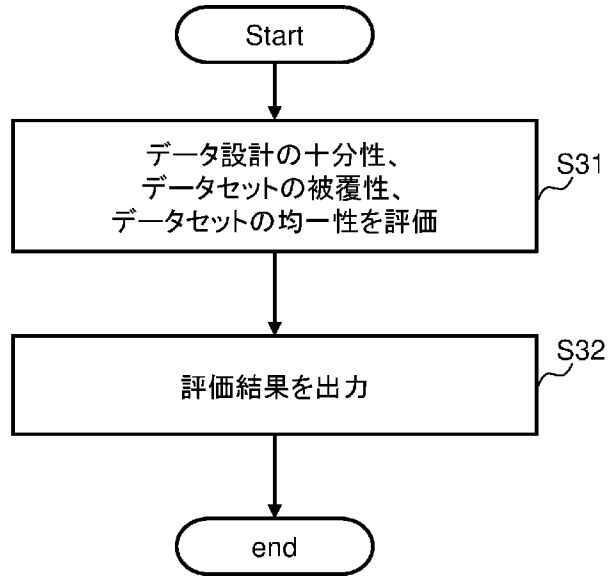 Start
データ設計の十分性、
データセットの被覆性、
データセットの均一性を評価
S31
評価結果を出力
S32
end